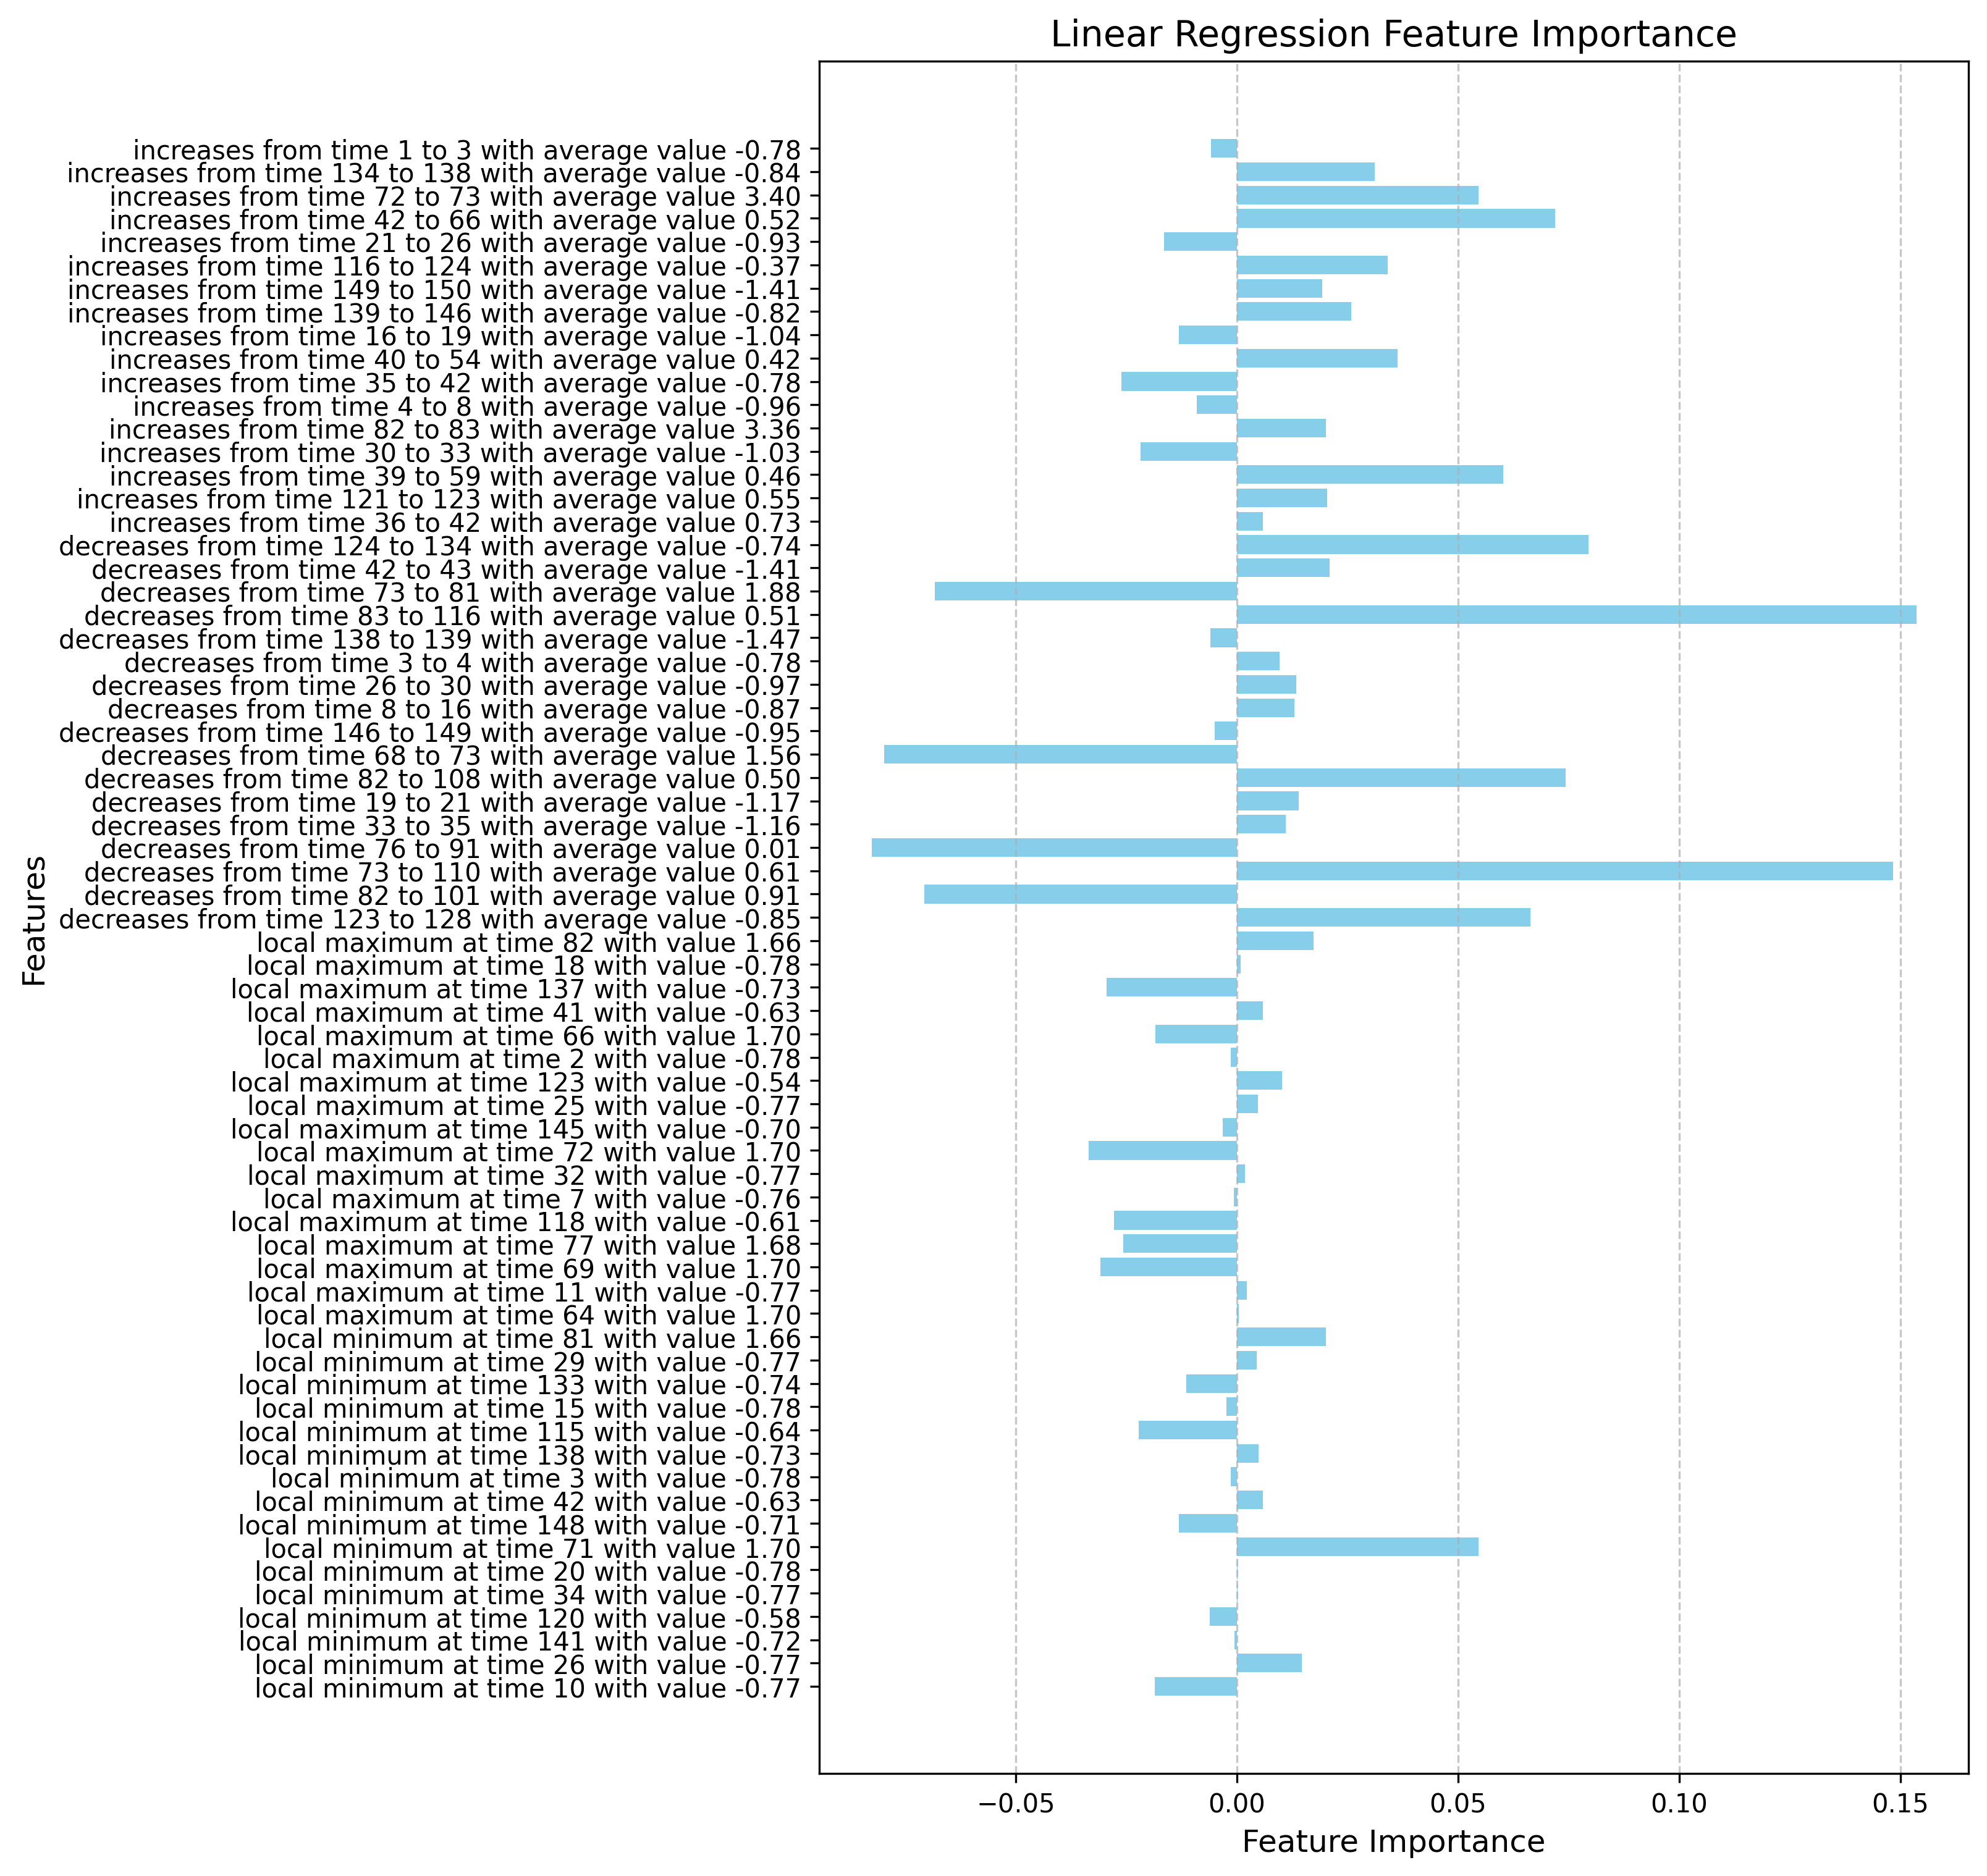 Linear Regression Feature Importance
increases from time 1 to 3 with average value -0.78
increases from time 134 to 138 with average value -0.84
increases from time 72 to 73 with average value 3.40
increases from time 42 to 66 with average value 0.52
increases from time 21 to 26 with average value -0.93
increases from time 116 to 124 with average value -0.37
increases from time 149 to 150 with average value -1.41
increases from time 139 to 146 with average value -0.82
increases from time 16 to 19 with average value -1.04
increases from time 40 to 54 with average value 0.42
increases from time 35 to 42 with average value -0.78
increases from time 4 to 8 with average value -0.96
increases from time 82 to 83 with average value 3.36
increases from time 30 to 33 with average value -1.03
increases from time 39 to 59 with average value 0.46
increases from time 121 to 123 with average value 0.55
increases from time 36 to 42 with average value 0.73
decreases from time 124 to 134 with average value -0.74
decreases from time 42 to 43 with average value -1.41
decreases from time 73 to 81 with average value 1.88
decreases from time 83 to 116 with average value 0.51
decreases from time 138 to 139 with average value -1.47
decreases from time 3 to 4 with average value -0.78
decreases from time 26 to 30 with average value -0.97
decreases from time 8 to 16 with average value -0.87
decreases from time 146 to 149 with average value -0.95
decreases from time 68 to 73 with average value 1.56
decreases from time 82 to 108 with average value 0.50
decreases from time 19 to 21 with average value -1.17
decreases from time 33 to 35 with average value -1.16
decreases from time 76 to 91 with average value 0.01
decreases from time 73 to 110 with average value 0.61
decreases from time 82 to 101 with average value 0.91
decreases from time 123 to 128 with average value -0.85
local maximum at time 82 with value 1.66
local maximum at time 18 with value -0.78
local maximum at time 137 with value -0.73
local maximum at time 41 with value -0.63
local maximum at time 66 with value 1.70
local maximum at time 2 with value -0.78
local maximum at time 123 with value -0.54
local maximum at time 25 with value -0.77
local maximum at time 145 with value -0.70
local maximum at time 72 with value 1.70
local maximum at time 32 with value -0.77
local maximum at time 7 with value -0.76
local maximum at time 118 with value -0.61
local maximum at time 77 with value 1.68
local maximum at time 69 with value 1.70
local maximum at time 11 with value -0.77
local maximum at time 64 with value 1.70
local minimum at time 81 with value 1.66
local minimum at time 29 with value -0.77
local minimum at time 133 with value -0.74
local minimum at time 15 with value -0.78
local minimum at time 115 with value -0.64
local minimum at time 138 with value -0.73
local minimum at time 3 with value -0.78
local minimum at time 42 with value -0.63
local minimum at time 148 with value -0.71
local minimum at time 71 with value 1.70
local minimum at time 20 with value -0.78
local minimum at time 34 with value -0.77
local minimum at time 120 with value -0.58
local minimum at time 141 with value -0.72
local minimum at time 26 with value -0.77
local minimum at time 10 with value -0.77
Features
−0.05 0.00 0.05 0.10 0.15
Feature Importance